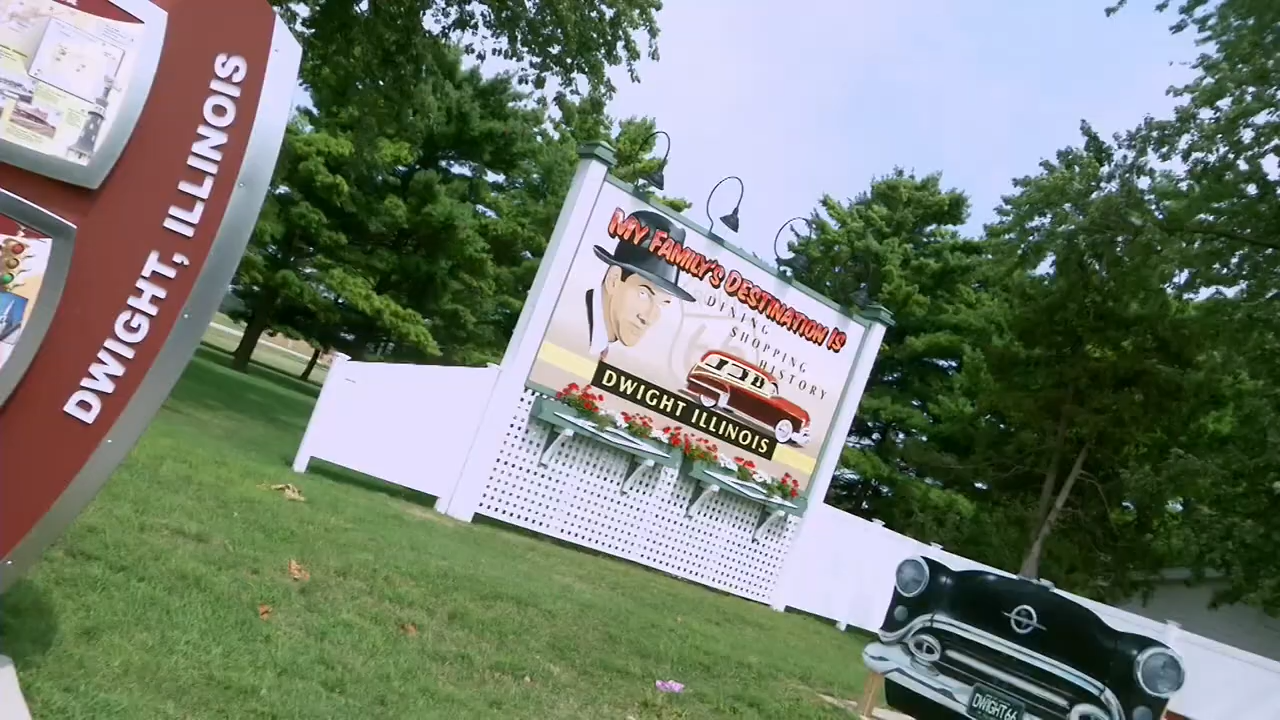 DWIGHT, ILLINOIS
MY FAMILY'S DESTINATION IS
DINING
SHOPPING
HISTORY
DWIGHT ILLINOIS
DWIGHT66